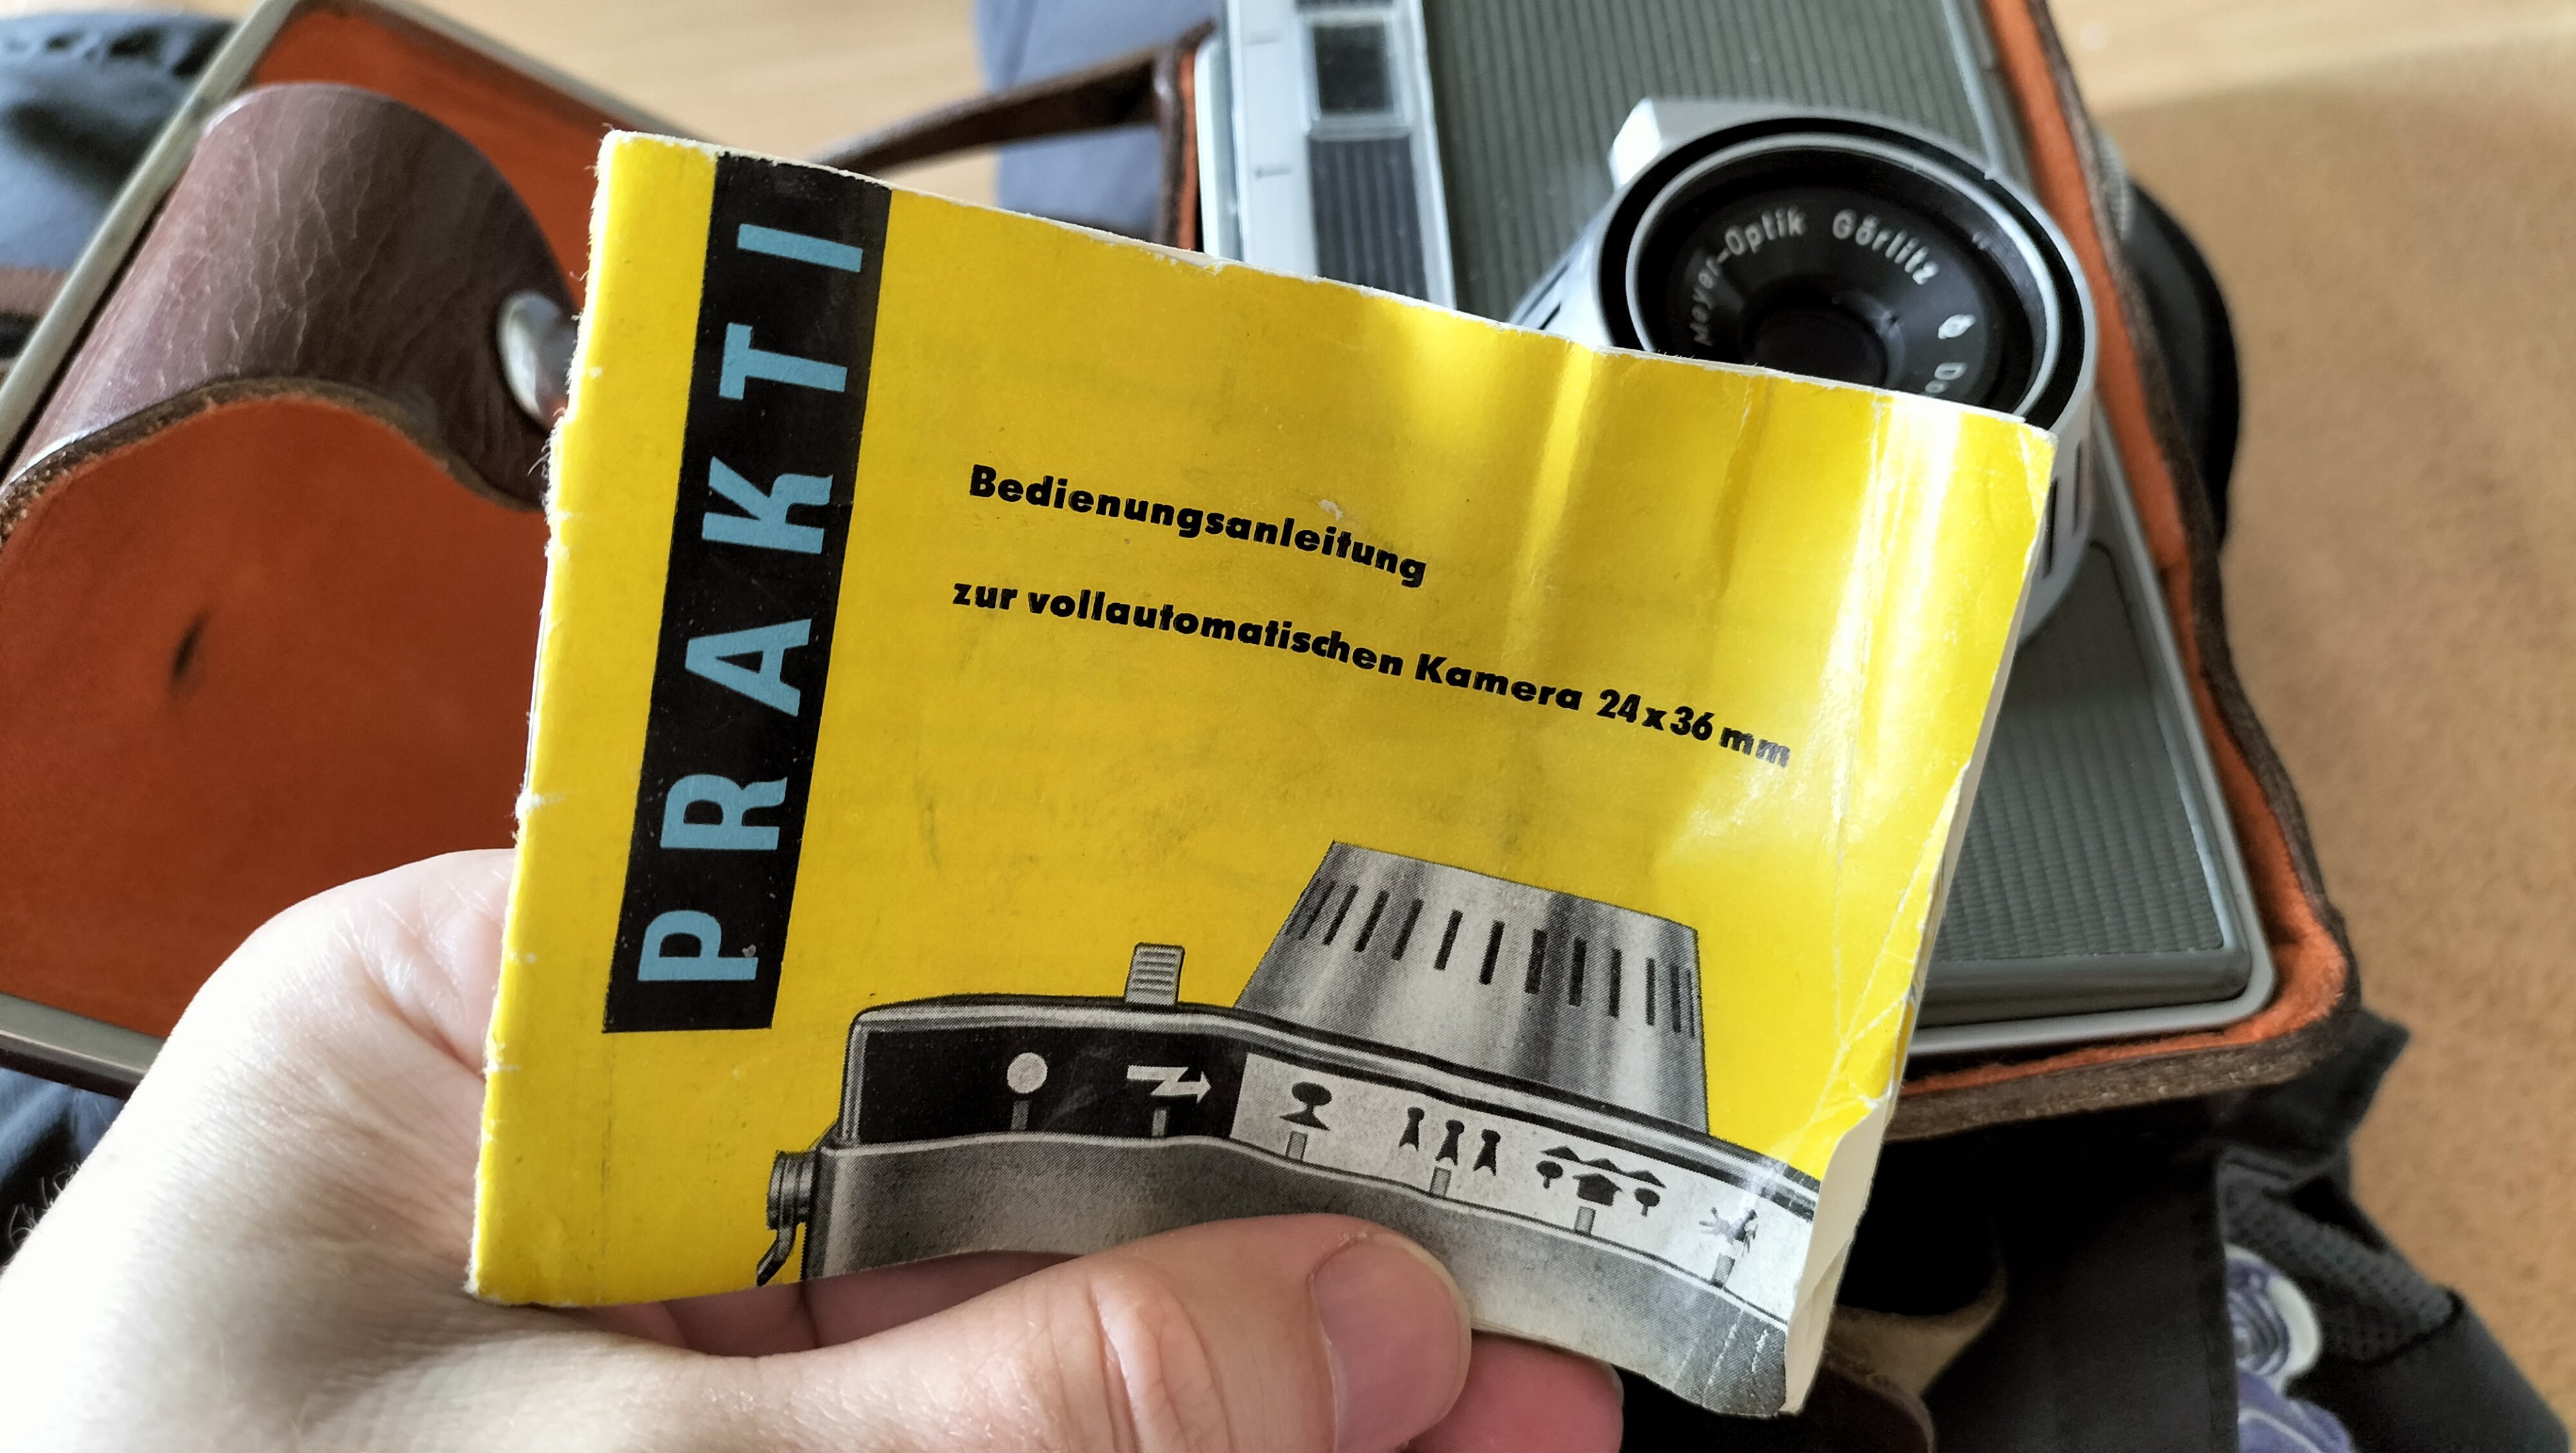 PRAKTI
Bedienungsanleitung
zur vollautomatischen Kamera 24x36 mm
Meyer-Optik Görlitz